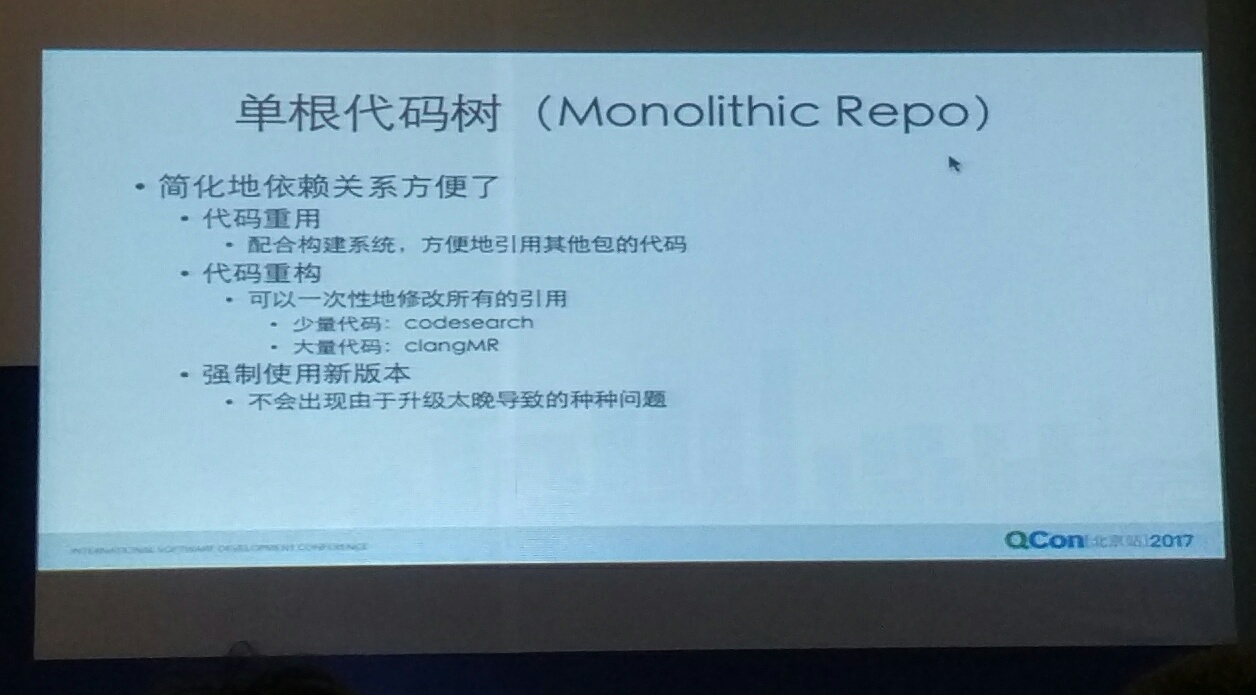 单根代码树（Monolithic Repo）
• 简化地依赖关系方便了
• 代码重用
• 配合构建系统，方便地引用其他包的代码
• 代码重构
• 可以一次性地修改所有的引用
• 少量代码：codesearch
• 大量代码：clangMR
• 强制使用新版本
• 不会出现由于升级太晚导致的种种问题
INTERNATIONAL SOFTWARE DEVELOPMENT CONFERENCE
QCon[北京站]2017